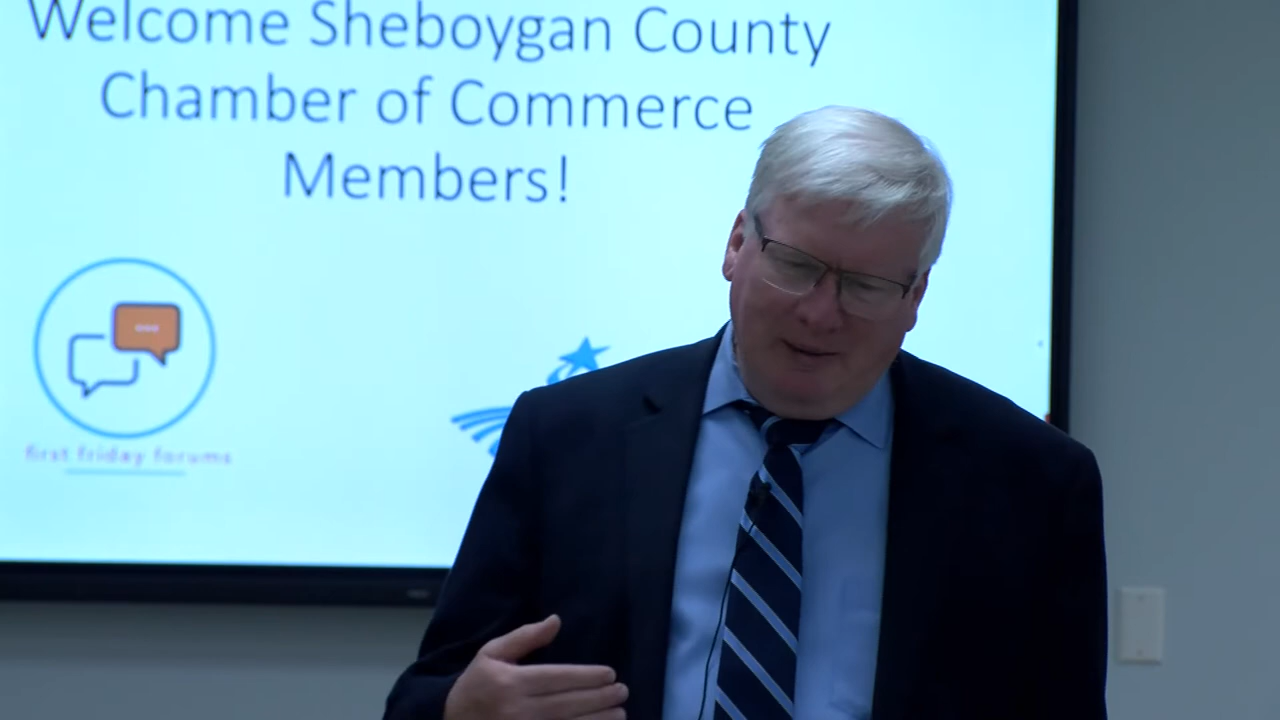 Welcome Sheboygan County
Chamber of Commerce
Members!
first friday forums